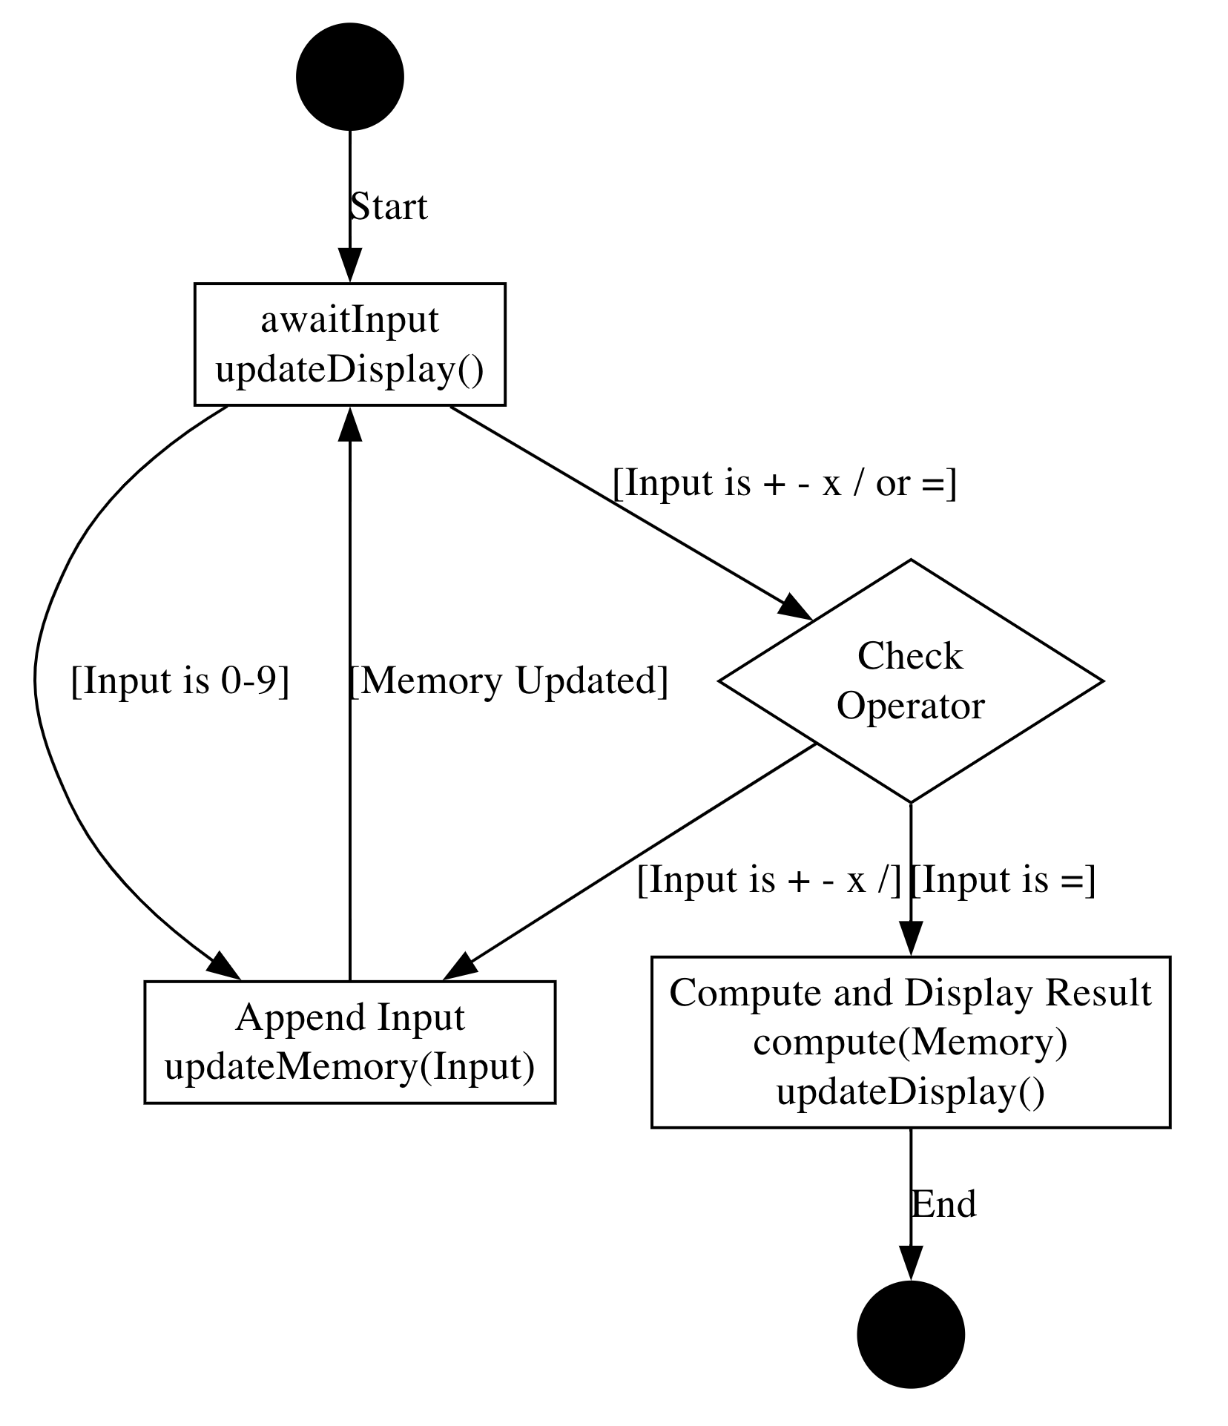 Start
awaitInput
updateDisplay()
[Input is + - x / or =]
[Input is 0-9]
[Memory Updated]
Check
Operator
[Input is + - x /]
[Input is =]
Append Input
updateMemory(Input)
Compute and Display Result
compute(Memory)
updateDisplay()
End